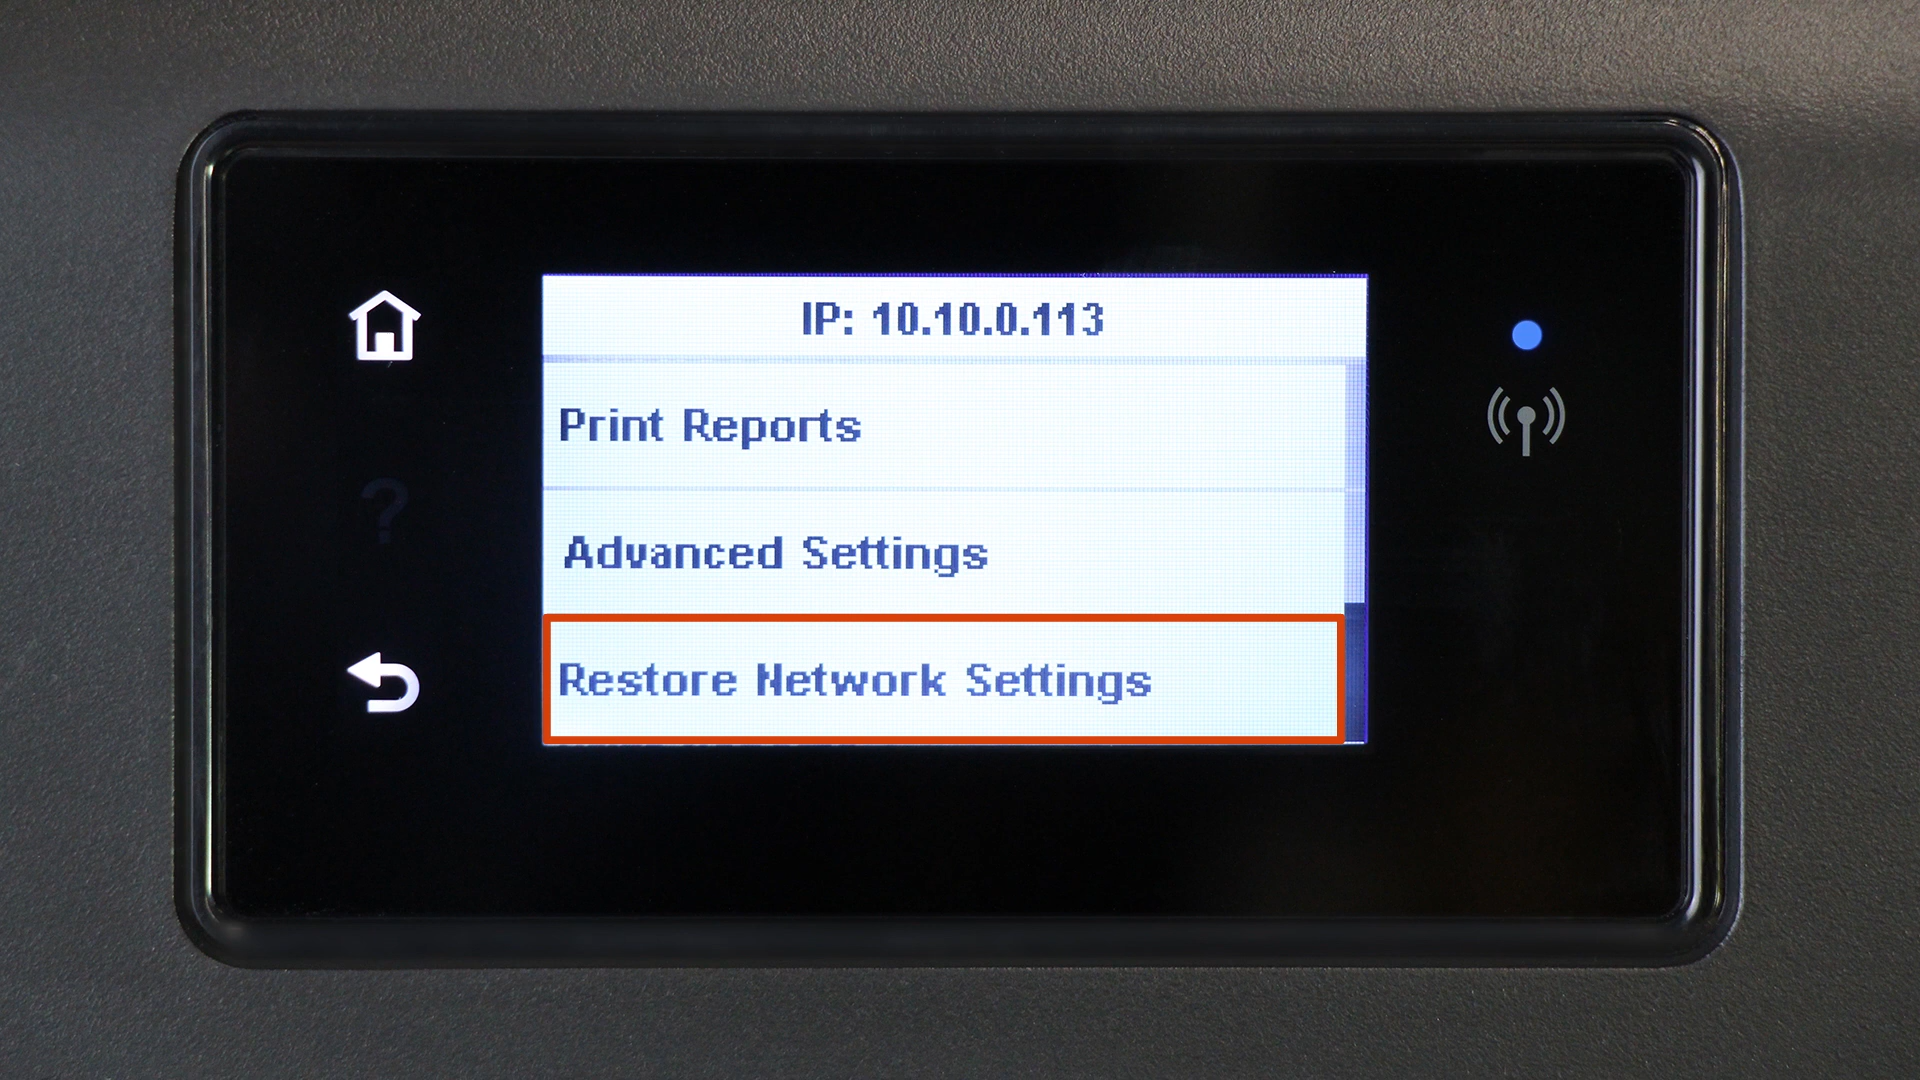 IP: 10.10.0.113
Print Reports
Advanced Settings
Restore Network Settings
?